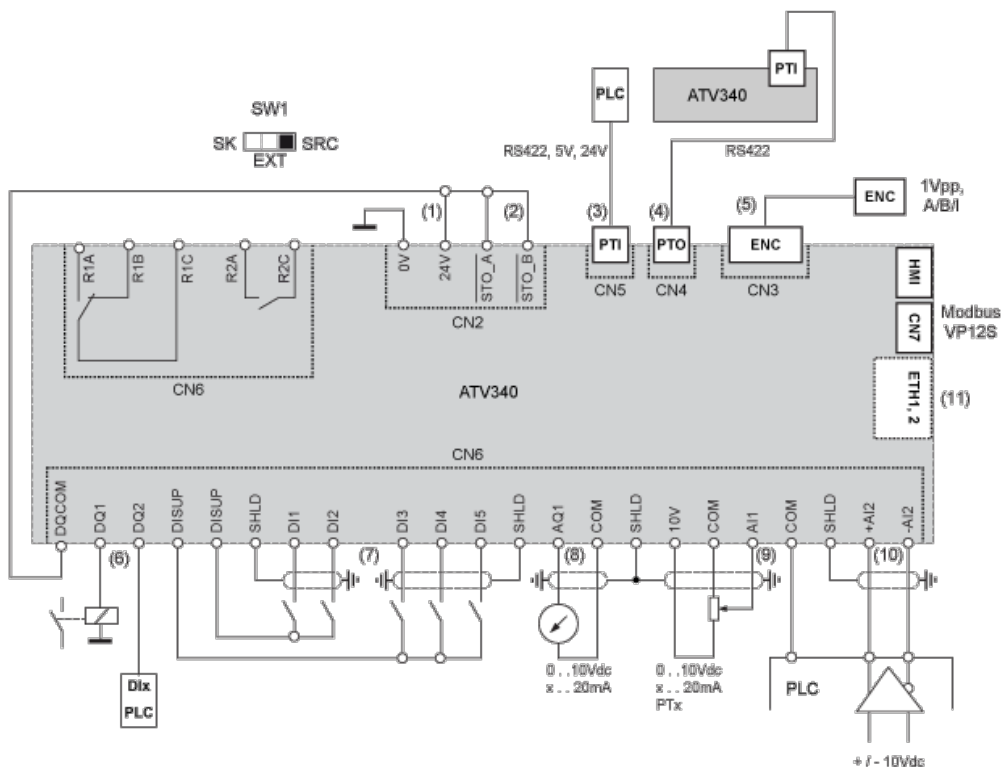 PTI
PLC
ATV340
SW1
SK SRC
EXT
RS422, 5V, 24V
RS422
ENC
1Vpp,
A/B/I
(1)
(2)
(3)
(4)
(5)
R1A
R1B
R1C
R2A
R2C
0V
24V
STO_A
STO_B
PTI
PTO
ENC
CN5
CN4
CN3
CN2
CN6
HMI
CN7
Modbus
VP12S
ETH1, 2
(11)
ATV340
CN6
DQCOM
DQ1
DQ2
DISUP
DISUP
SHLD
DI1
DI2
DI3
DI4
DI5
SHLD
AQ1
COM
SHLD
10V
COM
AI1
COM
SHLD
+AI2
-AI2
(6)
(7)
(8)
(9)
(10)
DIx
PLC
0 . . 10Vdc
x . . 20mA
0 . . 10Vdc
x . . 20mA
PTx
PLC
+ / - 10Vdc